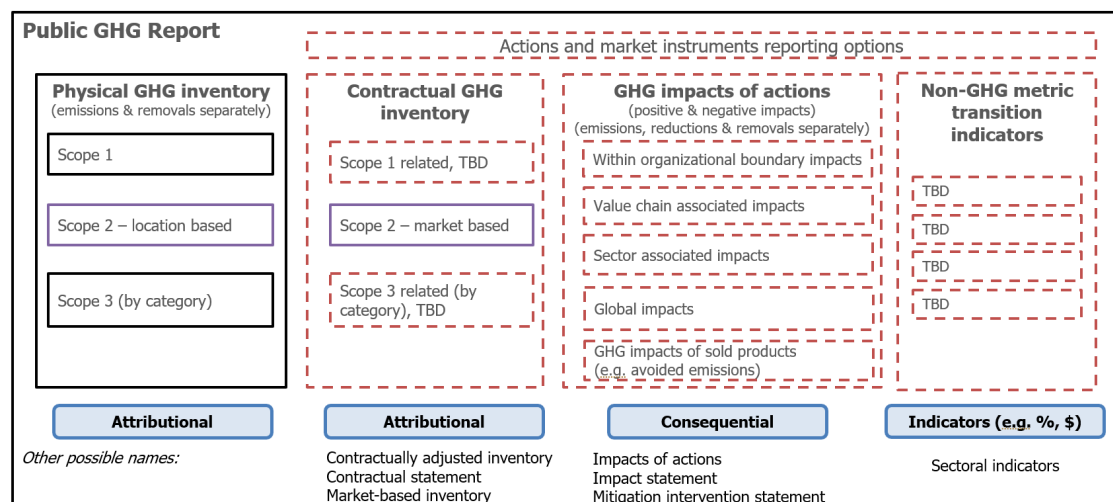 Public GHG Report
Actions and market instruments reporting options
Physical GHG inventory
(emissions & removals separately)
Scope 1
Scope 2 – location based
Scope 3 (by category)
Contractual GHG
inventory
Scope 1 related, TBD
Scope 2 – market based
Scope 3 related (by
category), TBD
GHG impacts of actions
(positive & negative impacts)
(emissions, reductions & removals separately)
Within organizational boundary impacts
Value chain associated impacts
Sector associated impacts
Global impacts
GHG impacts of sold products
(e.g. avoided emissions)
Non-GHG metric
transition
indicators
TBD
TBD
TBD
TBD
Attributional
Attributional
Consequential
Indicators (e.g. %, $)
Other possible names:
Contractually adjusted inventory
Contractual statement
Market-based inventory
Impacts of actions
Impact statement
Mitigation intervention statement
Sectoral indicators